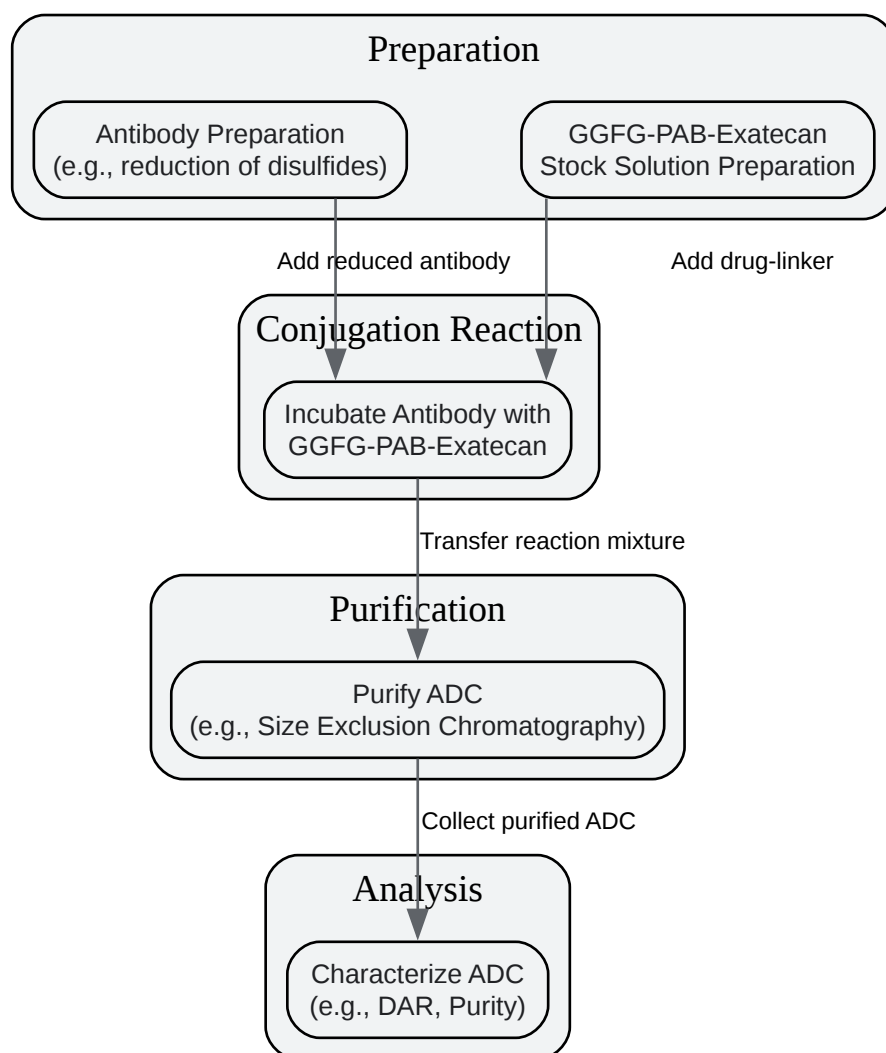 Preparation
Antibody Preparation
(e.g., reduction of disulfides)
GGFG-PAB-Exatecan
Stock Solution Preparation
Add reduced antibody
Add drug-linker
Conjugation Reaction
Incubate Antibody with
GGFG-PAB-Exatecan
Transfer reaction mixture
Purification
Purify ADC
(e.g., Size Exclusion Chromatography)
Collect purified ADC
Analysis
Characterize ADC
(e.g., DAR, Purity)